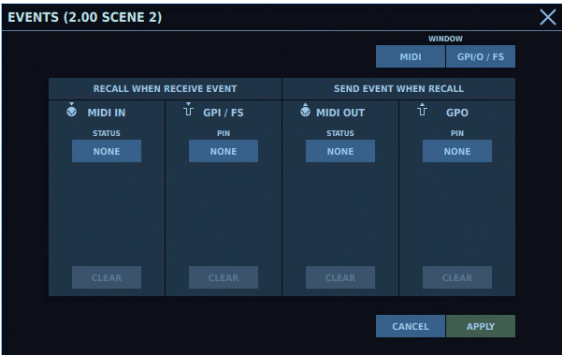 EVENTS (2.00 SCENE 2)
WINDOW
MIDI GPI/O / FS
RECALL WHEN RECEIVE EVENT SEND EVENT WHEN RECALL
MIDI IN GPI / FS MIDI OUT GPO
STATUS PIN STATUS PIN
NONE NONE NONE NONE
CLEAR CLEAR CLEAR CLEAR
CANCEL APPLY